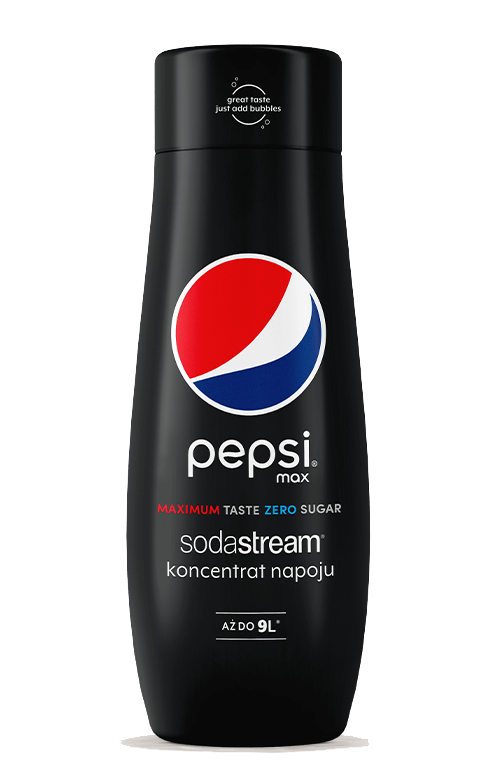 great taste
just add bubbles
pepsi®
max
MAXIMUM TASTE ZERO SUGAR
sodastream®
koncentrat napoju
AŻ DO 9L*